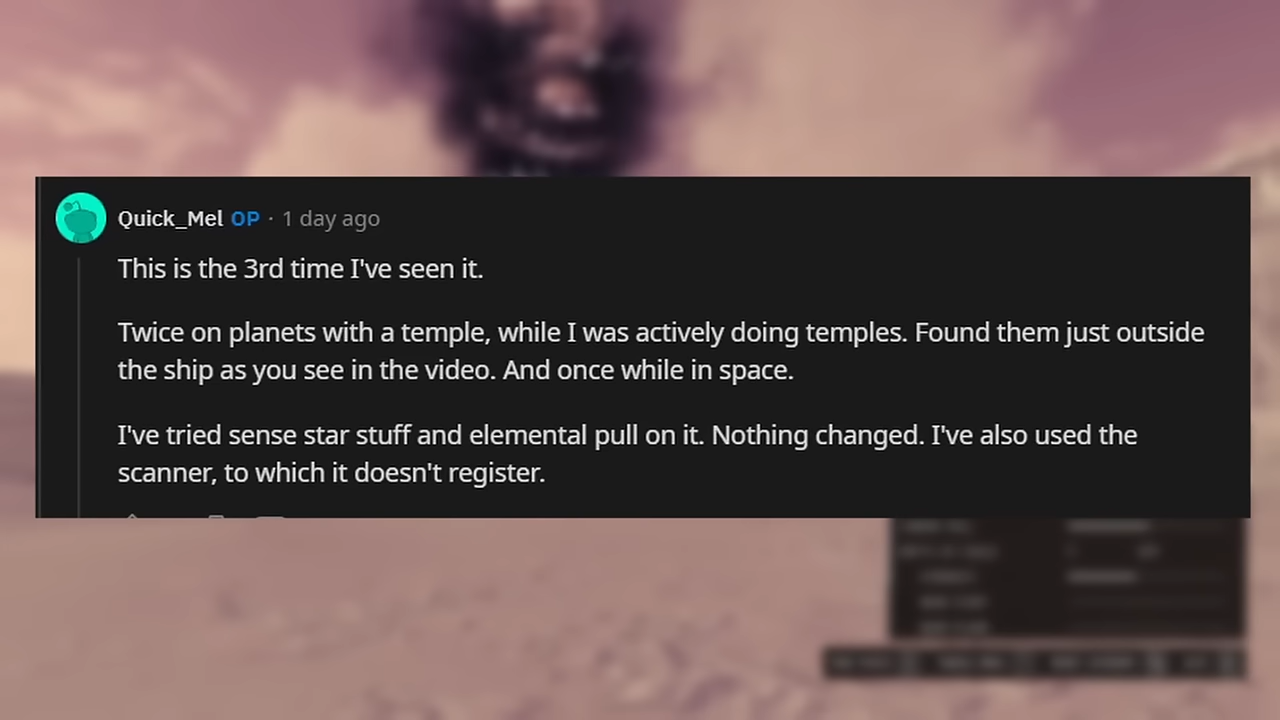 Quick_Mel OP · 1 day ago
This is the 3rd time I've seen it.
Twice on planets with a temple, while I was actively doing temples. Found them just outside
the ship as you see in the video. And once while in space.
I've tried sense star stuff and elemental pull on it. Nothing changed. I've also used the
scanner, to which it doesn't register.